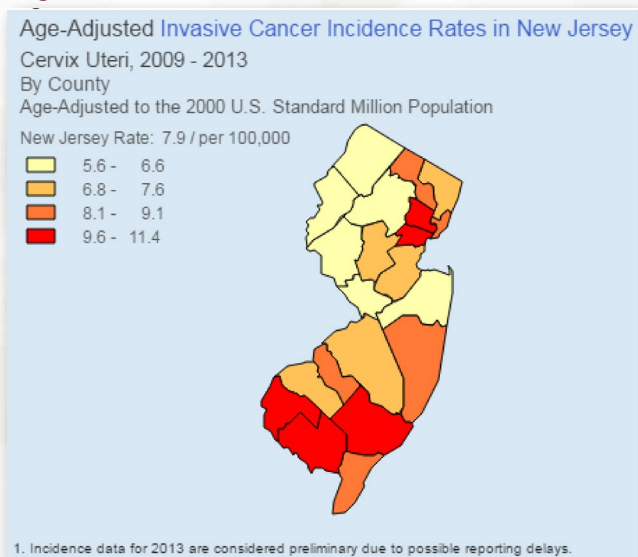 Age-Adjusted Invasive Cancer Incidence Rates in New Jersey
Cervix Uteri, 2009 - 2013
By County
Age-Adjusted to the 2000 U.S. Standard Million Population
New Jersey Rate: 7.9 / per 100,000
5.6 - 6.6
6.8 - 7.6
8.1 - 9.1
9.6 - 11.4
1. Incidence data for 2013 are considered preliminary due to possible reporting delays.